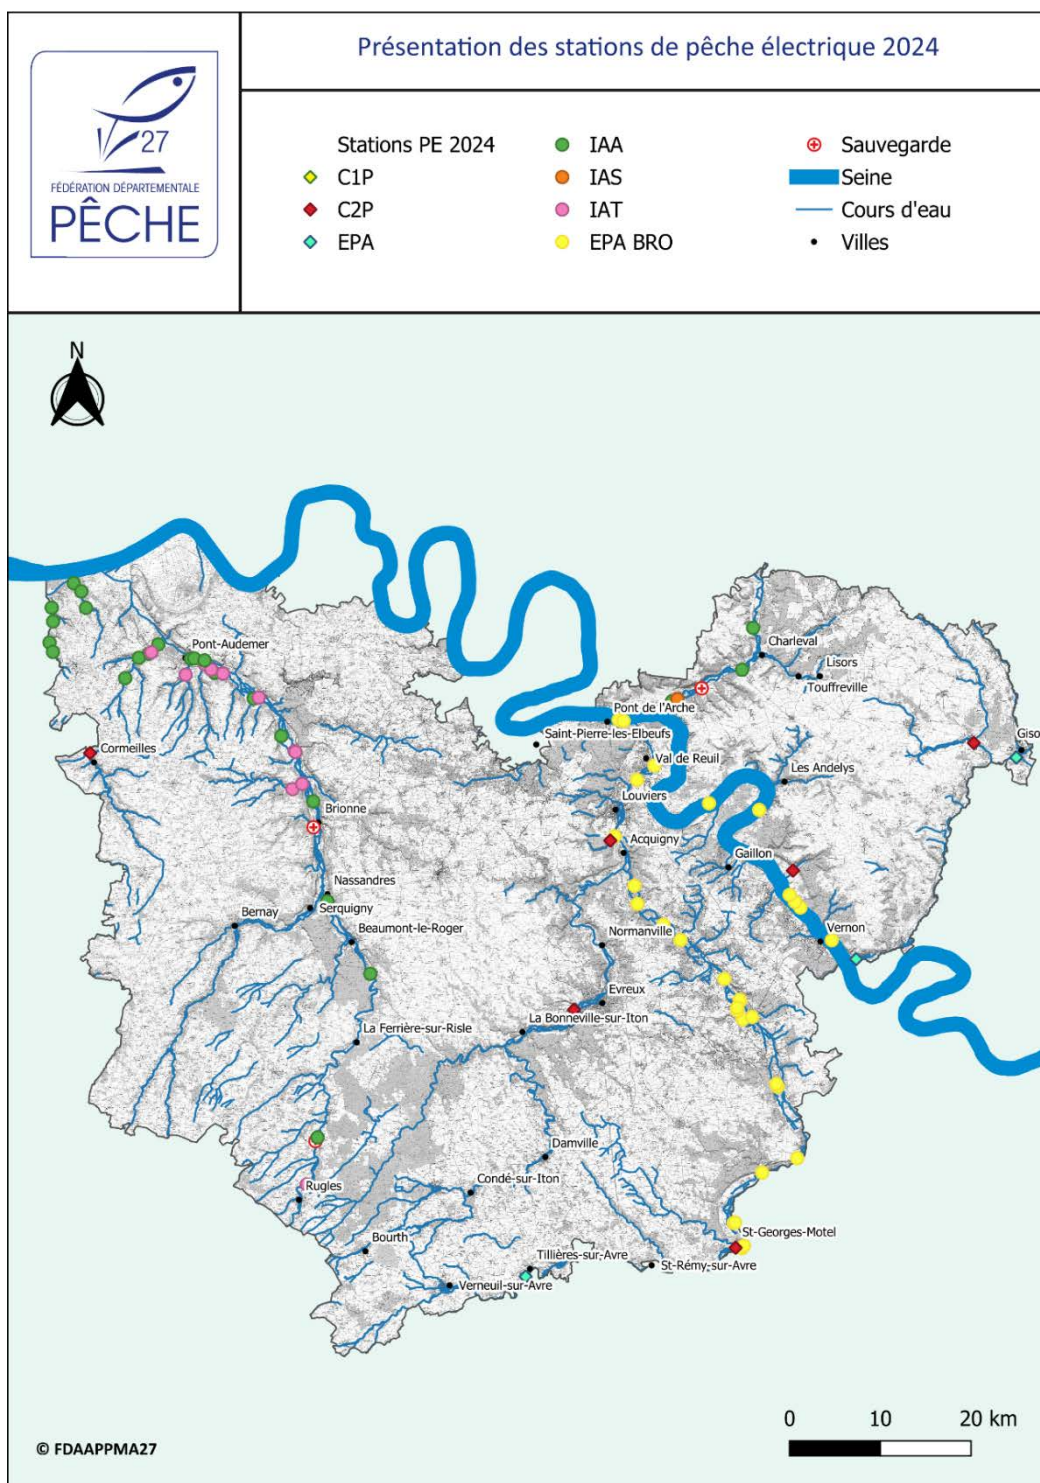 Présentation des stations de pêche électrique 2024
27
FÉDÉRATION DÉPARTEMENTALE
PÊCHE
Stations PE 2024
C1P
C2P
EPA
IAA
IAS
IAT
EPA BRO
Sauvegarde
Seine
Cours d'eau
Villes
N
Pont-Audemer
Charleval
Lisors
Touffreville
Pont de l'Arche
Saint-Pierre-les-Elbeufs
Giso
Cormeilles
Val de Reuil
Les Andelys
Louviers
Brionne
Acquigny
Gaillon
Nassandres
Serquigny
Bernay
Beaumont-le-Roger
Normanville
Vernon
Evreux
La Bonneville-sur-Iton
La Ferrière-sur-Risle
Damville
Condé-sur-Iton
Rugles
St-Georges-Motel
Bourth
Tillières-sur-Avre
St-Rémy-sur-Avre
Verneuil-sur-Avre
0 10 20 km
© FDAAPPMA27